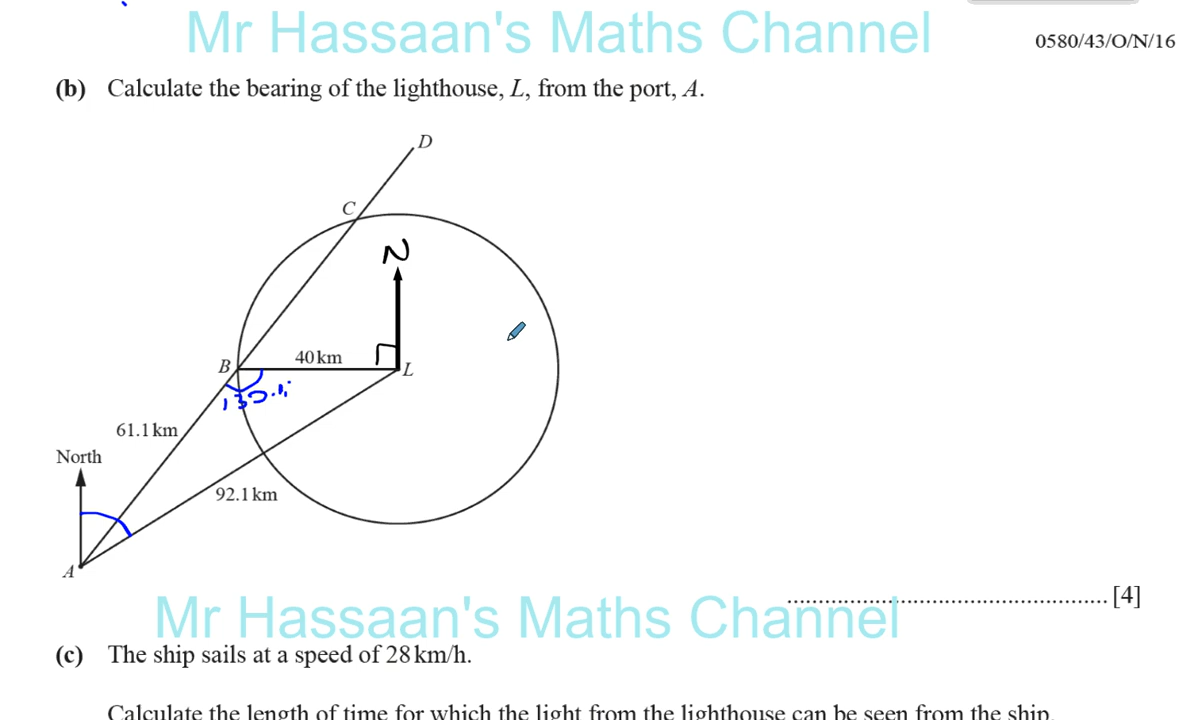 Mr Hassaan's Maths Channel
0580/43/O/N/16
(b) Calculate the bearing of the lighthouse, L, from the port, A.
D
C
N
B
40 km
L
61.1 km
North
92.1 km
A
[4]
Mr Hassaan's Maths Channel
(c) The ship sails at a speed of 28 km/h.
Calculate the length of time for which the light from the lighthouse can be seen from the ship.